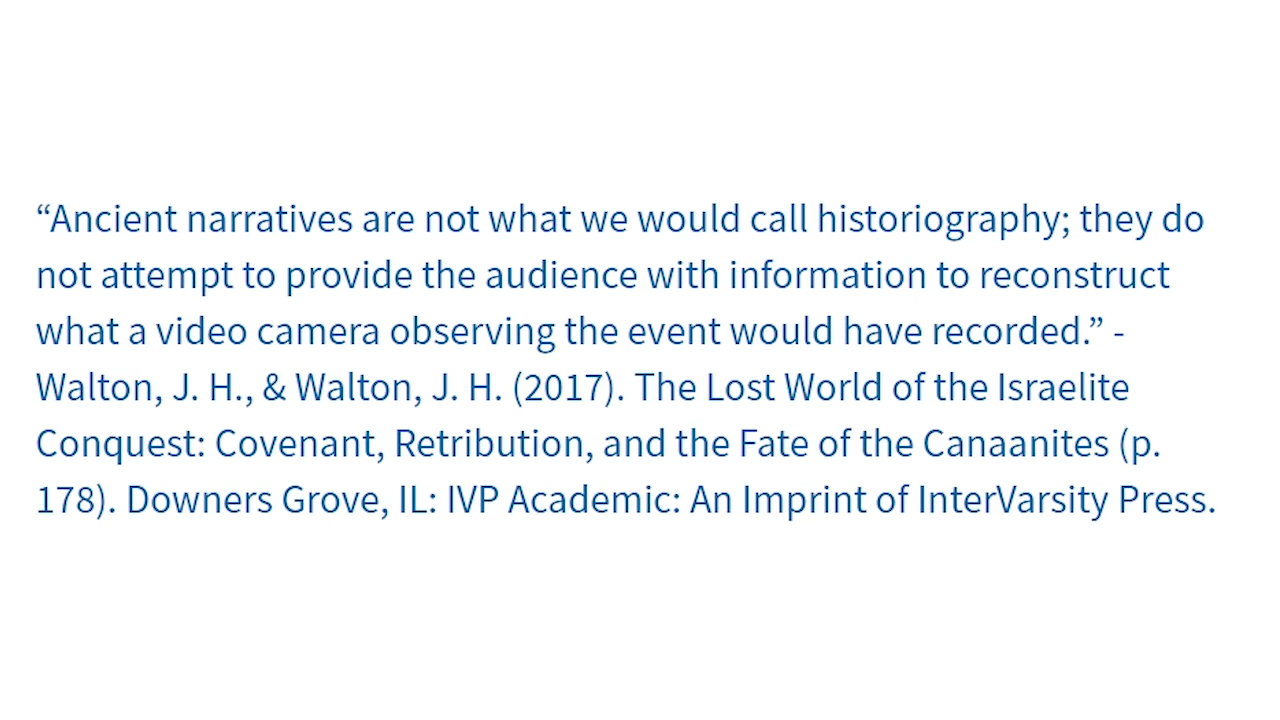 “Ancient narratives are not what we would call historiography; they do
not attempt to provide the audience with information to reconstruct
what a video camera observing the event would have recorded.” -
Walton, J. H., & Walton, J. H. (2017). The Lost World of the Israelite
Conquest: Covenant, Retribution, and the Fate of the Canaanites (p.
178). Downers Grove, IL: IVP Academic: An Imprint of InterVarsity Press.